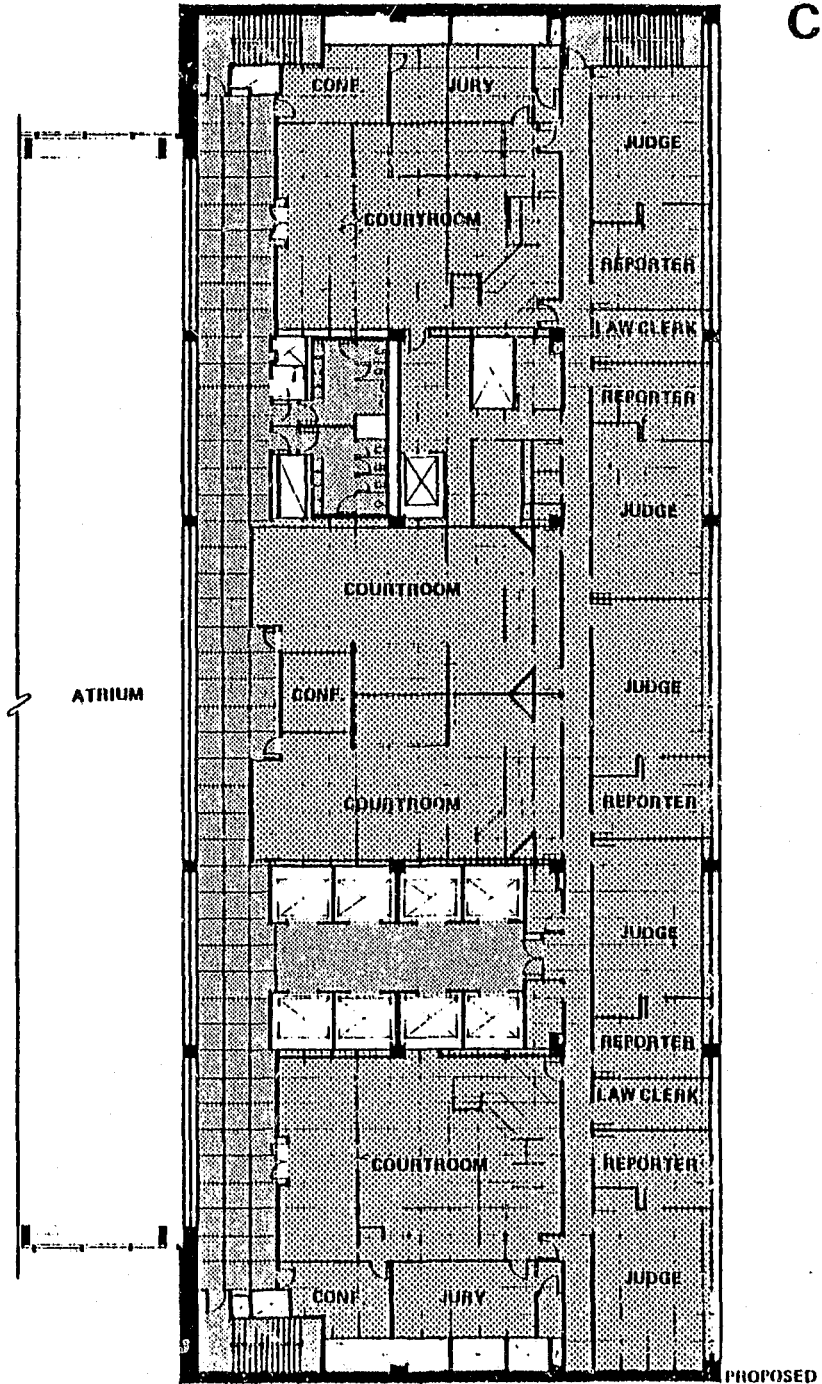 C
CONF.
JURY
JUDGE
COURTROOM
REPORTER
LAW CLERK
REPORTER
JUDGE
COURTROOM
ATRIUM
CONF.
JUDGE
COURTROOM
REPORTER
JUDGE
REPORTER
LAW CLERK
COURTROOM
REPORTER
JUDGE
CONF
JURY
PROPOSED